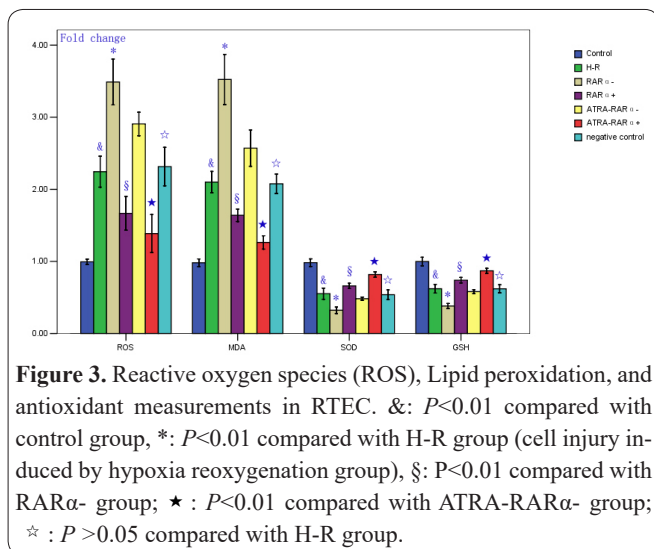 Fold change
4.00
3.00
2.00
1.00
0.00
* *
& & & &
§ § § §
★ ★ ★ ★
☆ ☆ ☆ ☆
* *
ROS MDA SOD GSH
Control
H-R
RARα-
RARα+
ATRA-RARα-
ATRA-RARα+
negative control
Figure 3. Reactive oxygen species (ROS), Lipid peroxidation, and
antioxidant measurements in RTEC. &: P<0.01 compared with
control group, *: P<0.01 compared with H-R group (cell injury in-
duced by hypoxia reoxygenation group), §: P<0.01 compared with
RARα- group; ★ : P<0.01 compared with ATRA-RARα- group;
☆ : P >0.05 compared with H-R group.